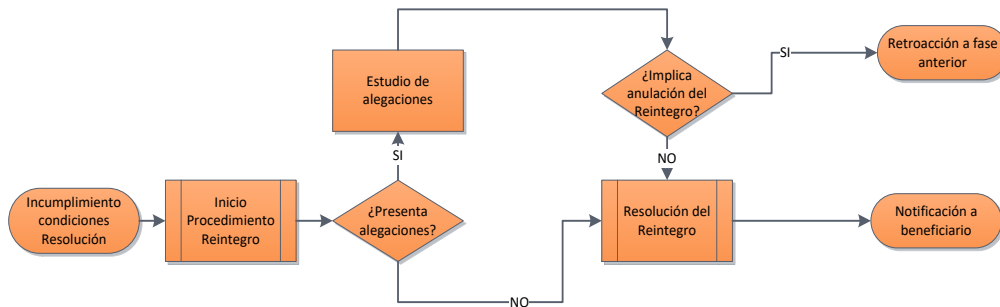 Incumplimiento
condiciones
Resolución
Inicio
Procedimiento
Reintegro
¿Presenta
alegaciones?
SI
Estudio de
alegaciones
¿Implica
anulación del
Reintegro?
SI
Retroacción a fase
anterior
NO
Resolución del
Reintegro
Notificación a
beneficiario
NO